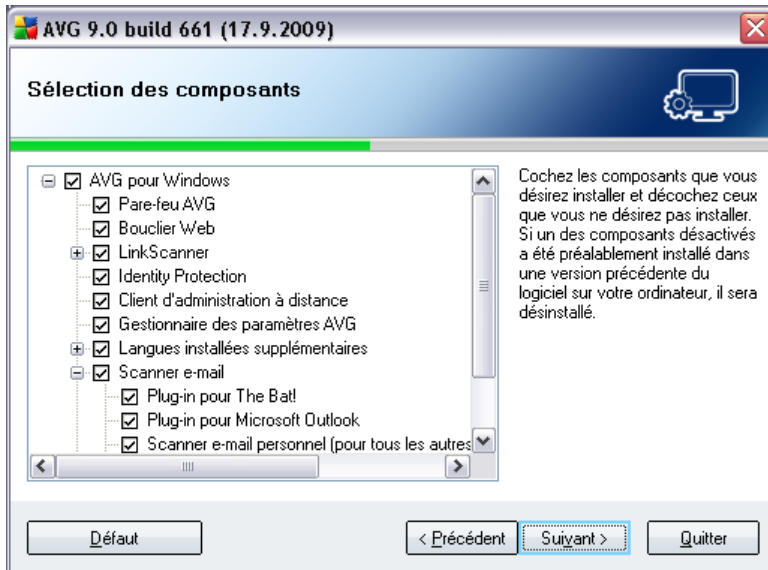 AVG 9.0 build 661 (17.9.2009)
Sélection des composants
AVG pour Windows
Pare-feu AVG
Bouclier Web
LinkScanner
Identity Protection
Client d'administration à distance
Gestionnaire des paramètres AVG
Langues installées supplémentaires
Scanner e-mail
Plug-in pour The Bat!
Plug-in pour Microsoft Outlook
Scanner e-mail personnel (pour tous les autres
Cochez les composants que vous
désirez installer et décochez ceux
que vous ne désirez pas installer.
Si un des composants désactivés
a été préalablement installé dans
une version précédente du
logiciel sur votre ordinateur, il sera
désinstallé.
Défaut
< Précédent
Suivant >
Quitter